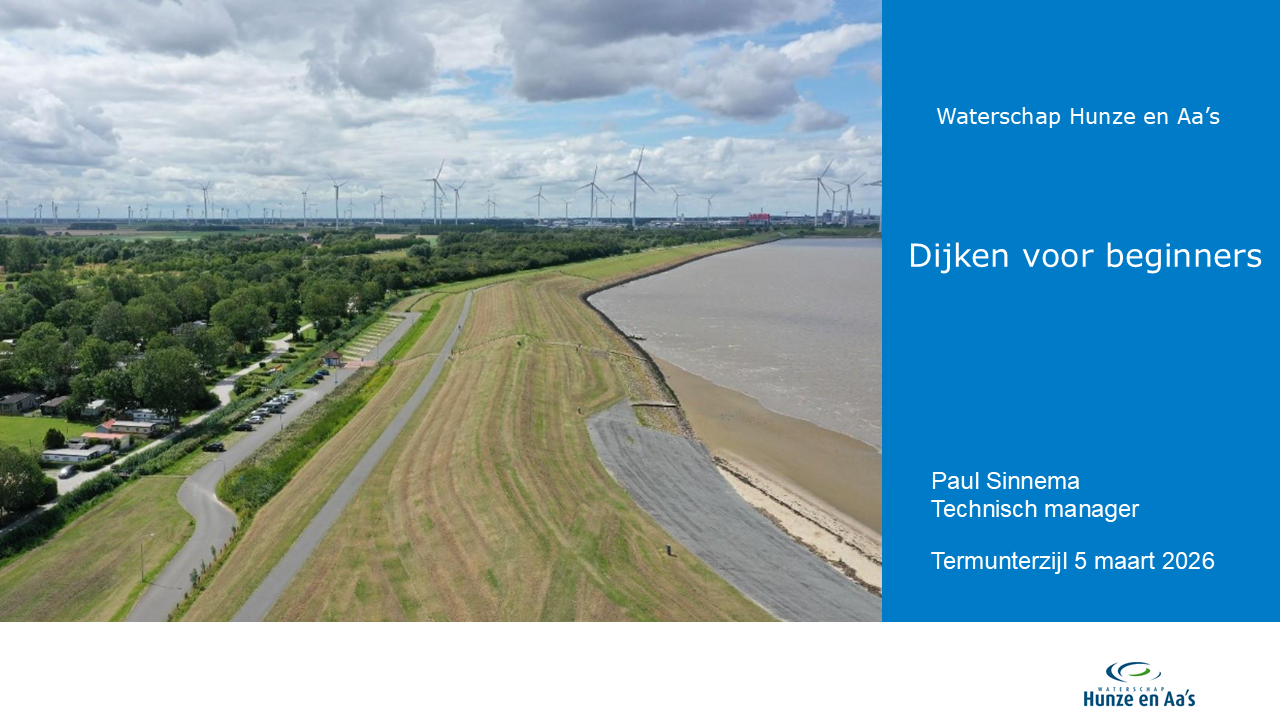 Waterschap Hunze en Aa’s
Dijken voor beginners
Paul Sinnema
Technisch manager
Termunterzijl 5 maart 2026
WATERSCHAP
Hunze en Aa’s